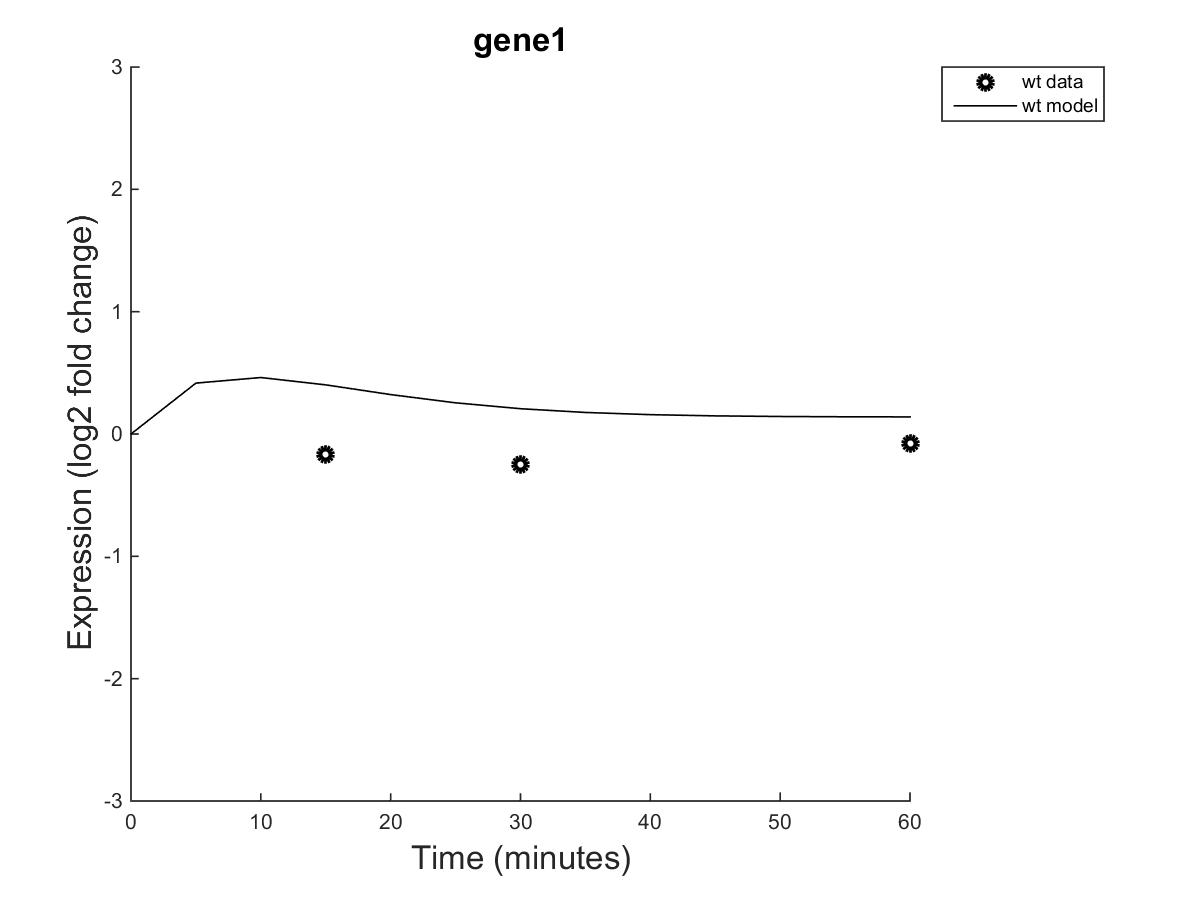 gene1
wt data
wt model
3
2
1
0
-1
-2
-3
Expression (log2 fold change)
0 10 20 30 40 50 60
Time (minutes)